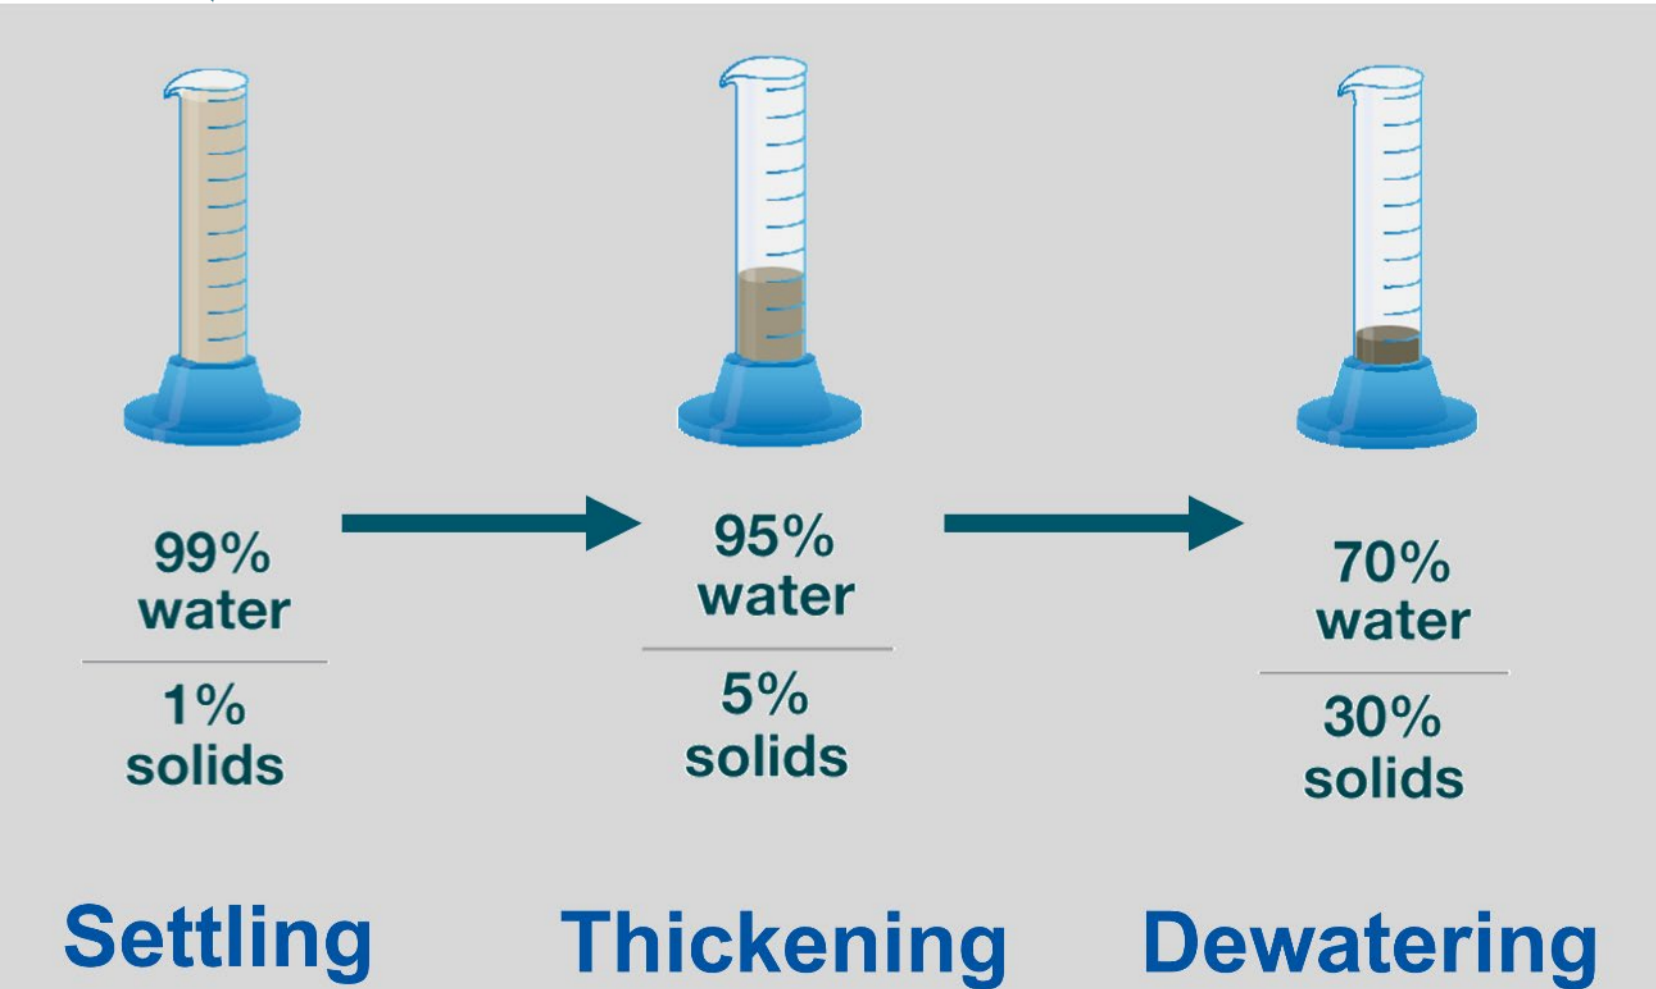 99%
water
1%
solids
95%
water
5%
solids
70%
water
30%
solids
Settling
Thickening
Dewatering